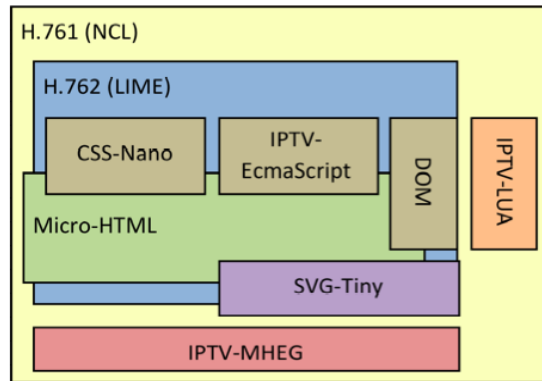 H.761 (NCL)
H.762 (LIME)
CSS-Nano
IPTV-
EcmaScript
DOM
IPTV-LUA
Micro-HTML
SVG-Tiny
IPTV-MHEG